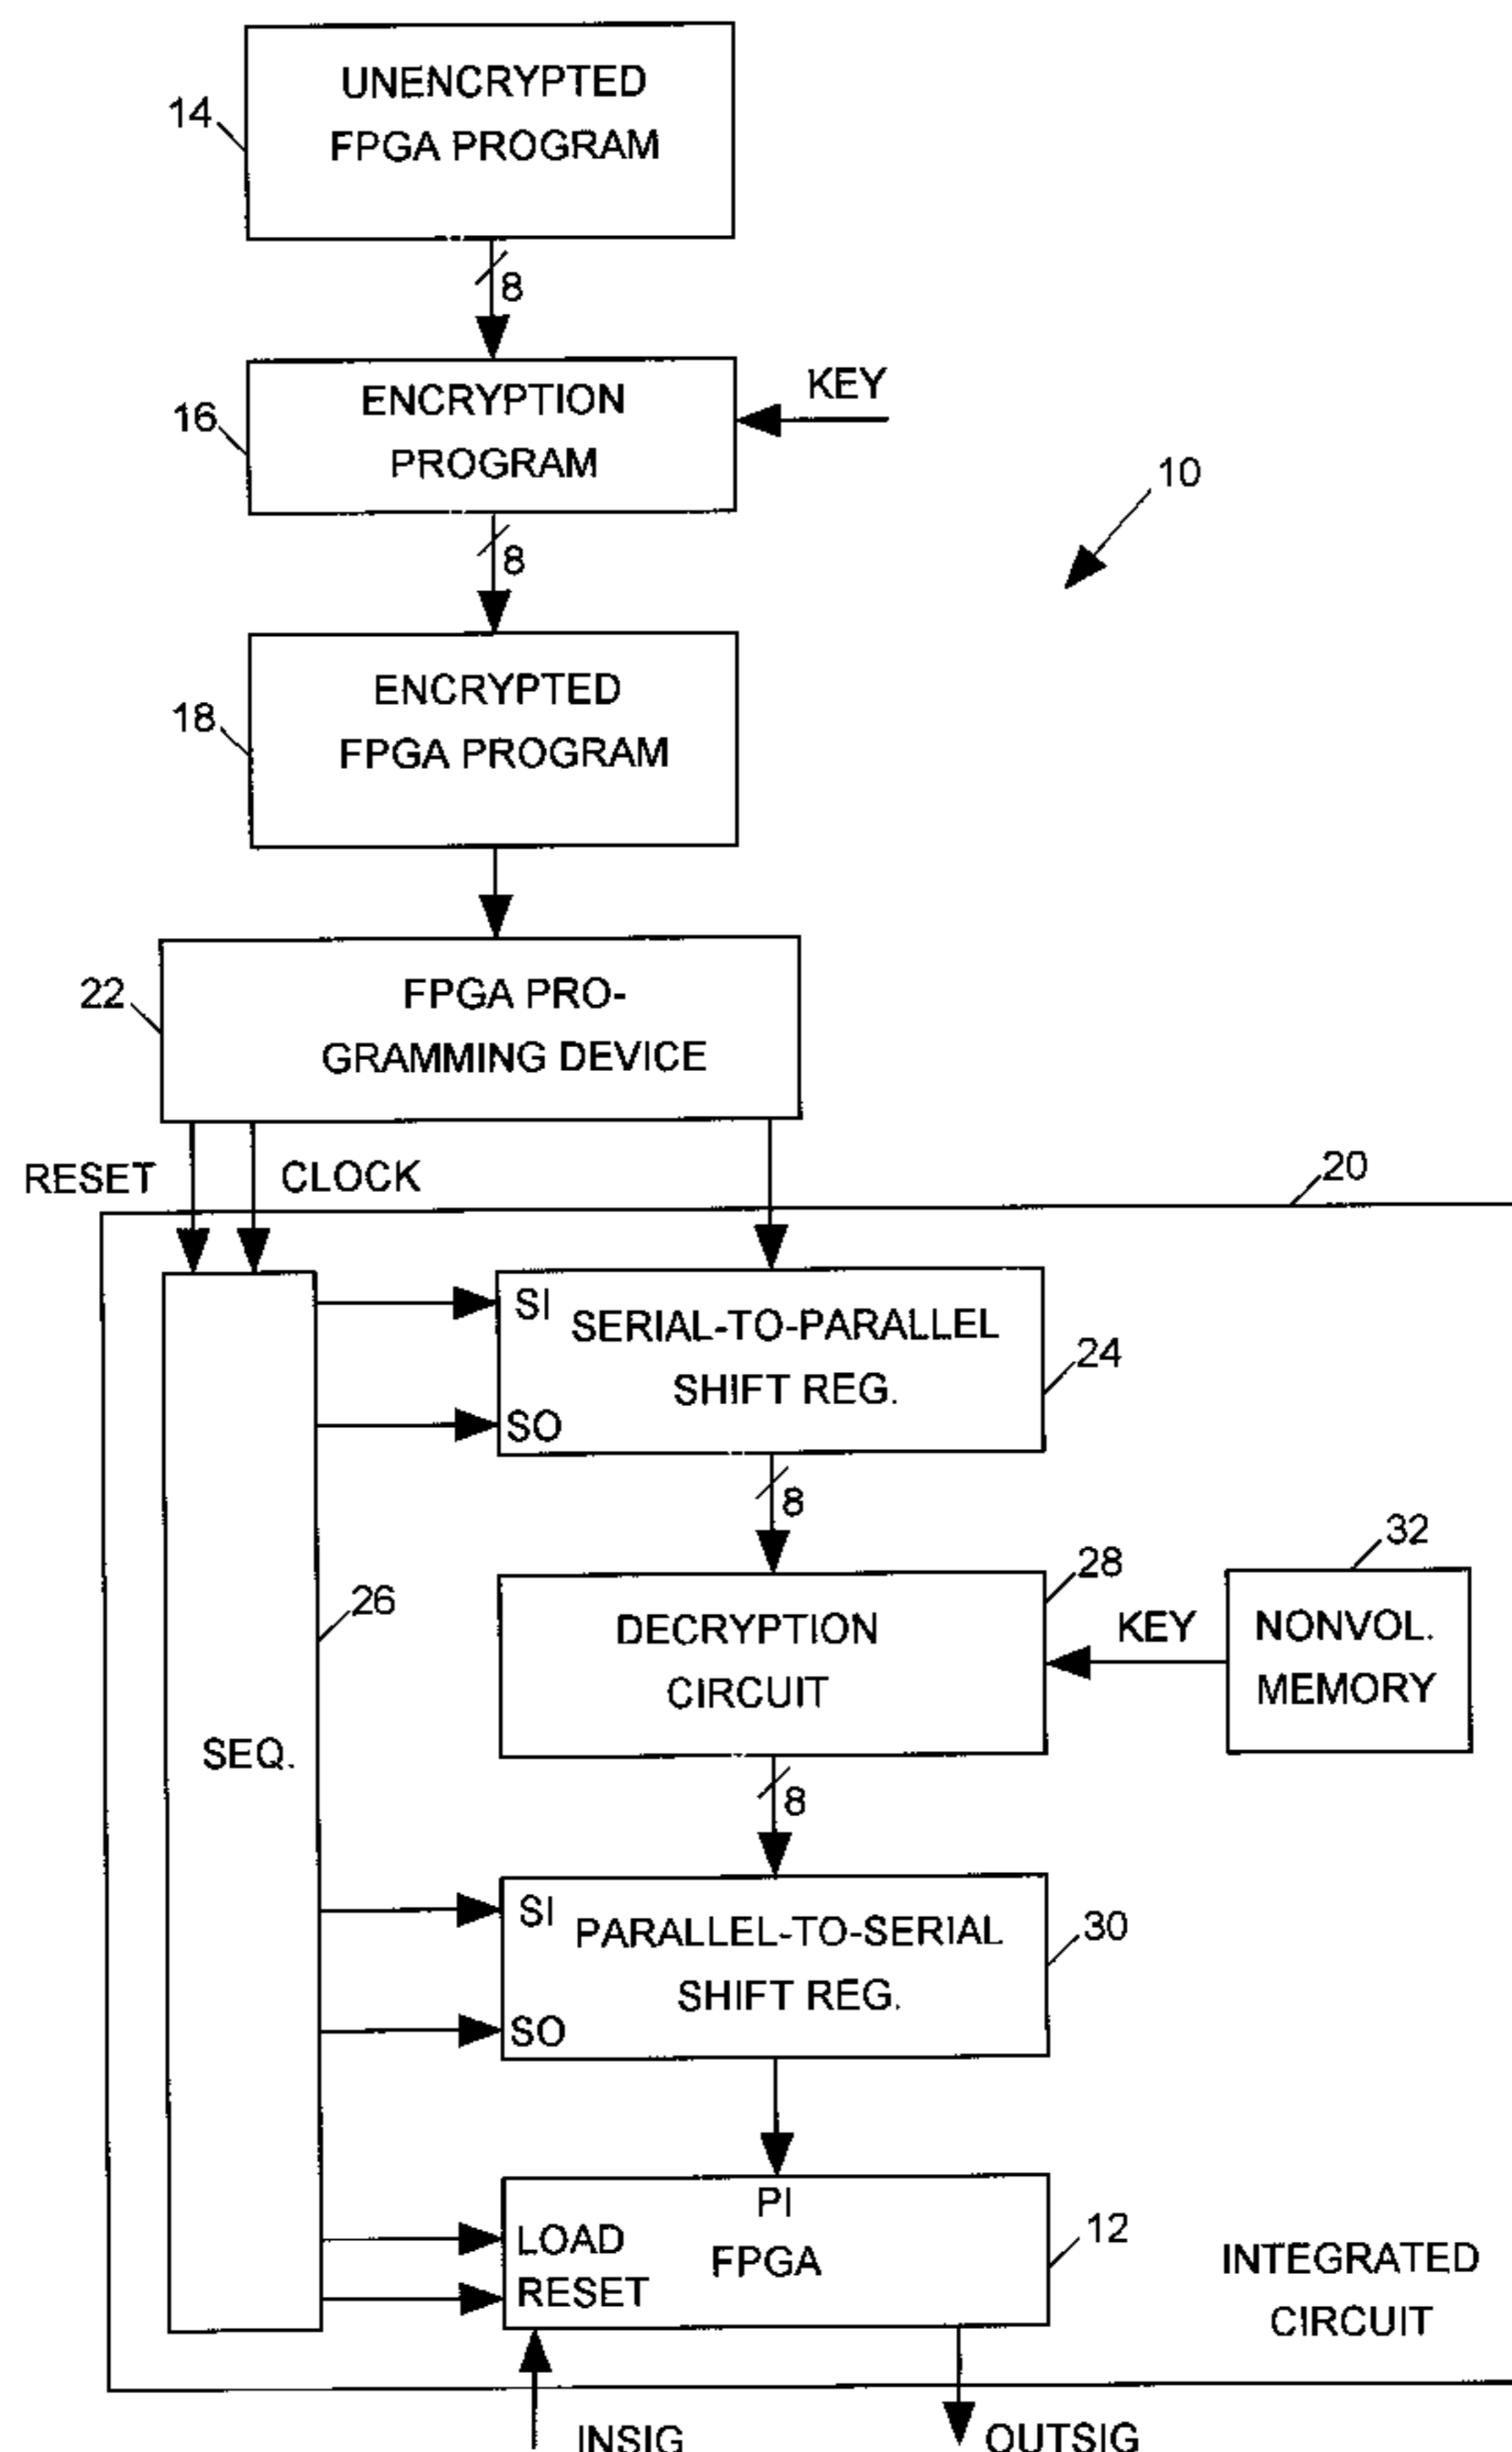 UNENCRYPTED
FPGA PROGRAM
14
8
ENCRYPTION
PROGRAM
16
KEY
10
8
ENCRYPTED
FPGA PROGRAM
18
22
FPGA PRO-
GRAMMING DEVICE
RESET
CLOCK
20
SI
SERIAL-TO-PARALLEL
SHIFT REG.
SO
24
8
32
28
26
DECRYPTION
CIRCUIT
KEY
NONVOL.
MEMORY
SEQ.
8
SI
PARALLEL-TO-SERIAL
SHIFT REG.
SO
30
PI
LOAD
FPGA
RESET
12
INTEGRATED
CIRCUIT
INSIG
OUTSIG